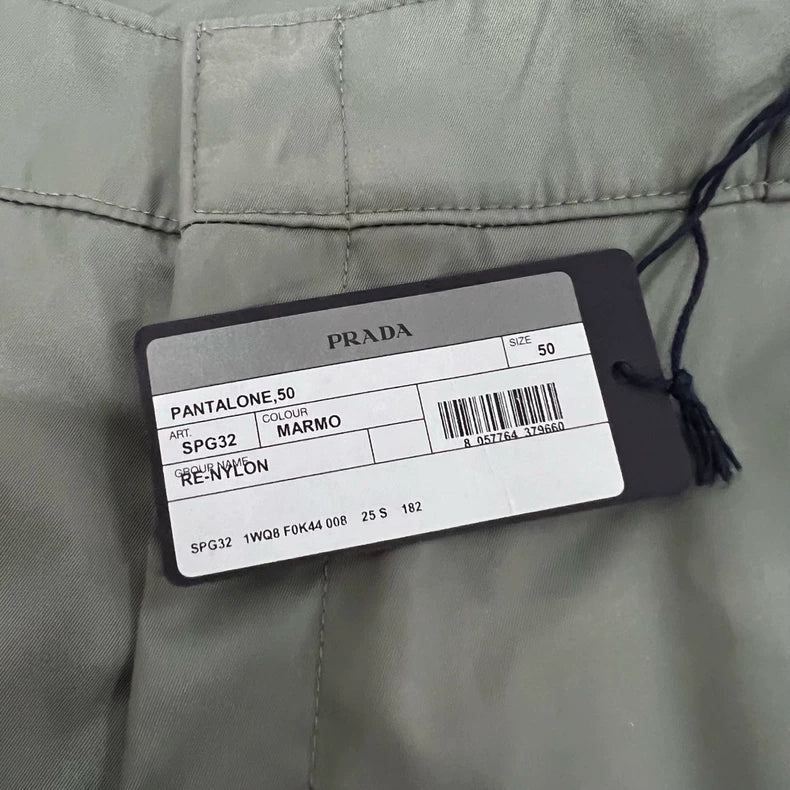 PRADA
PANTALONE,50
SIZE
50
ART.
SPG32
COLOUR
MARMO
GROUP NAME
RE-NYLON
8 057764 379660
SPG32 1WQ8 F0K44 008 25 S 182